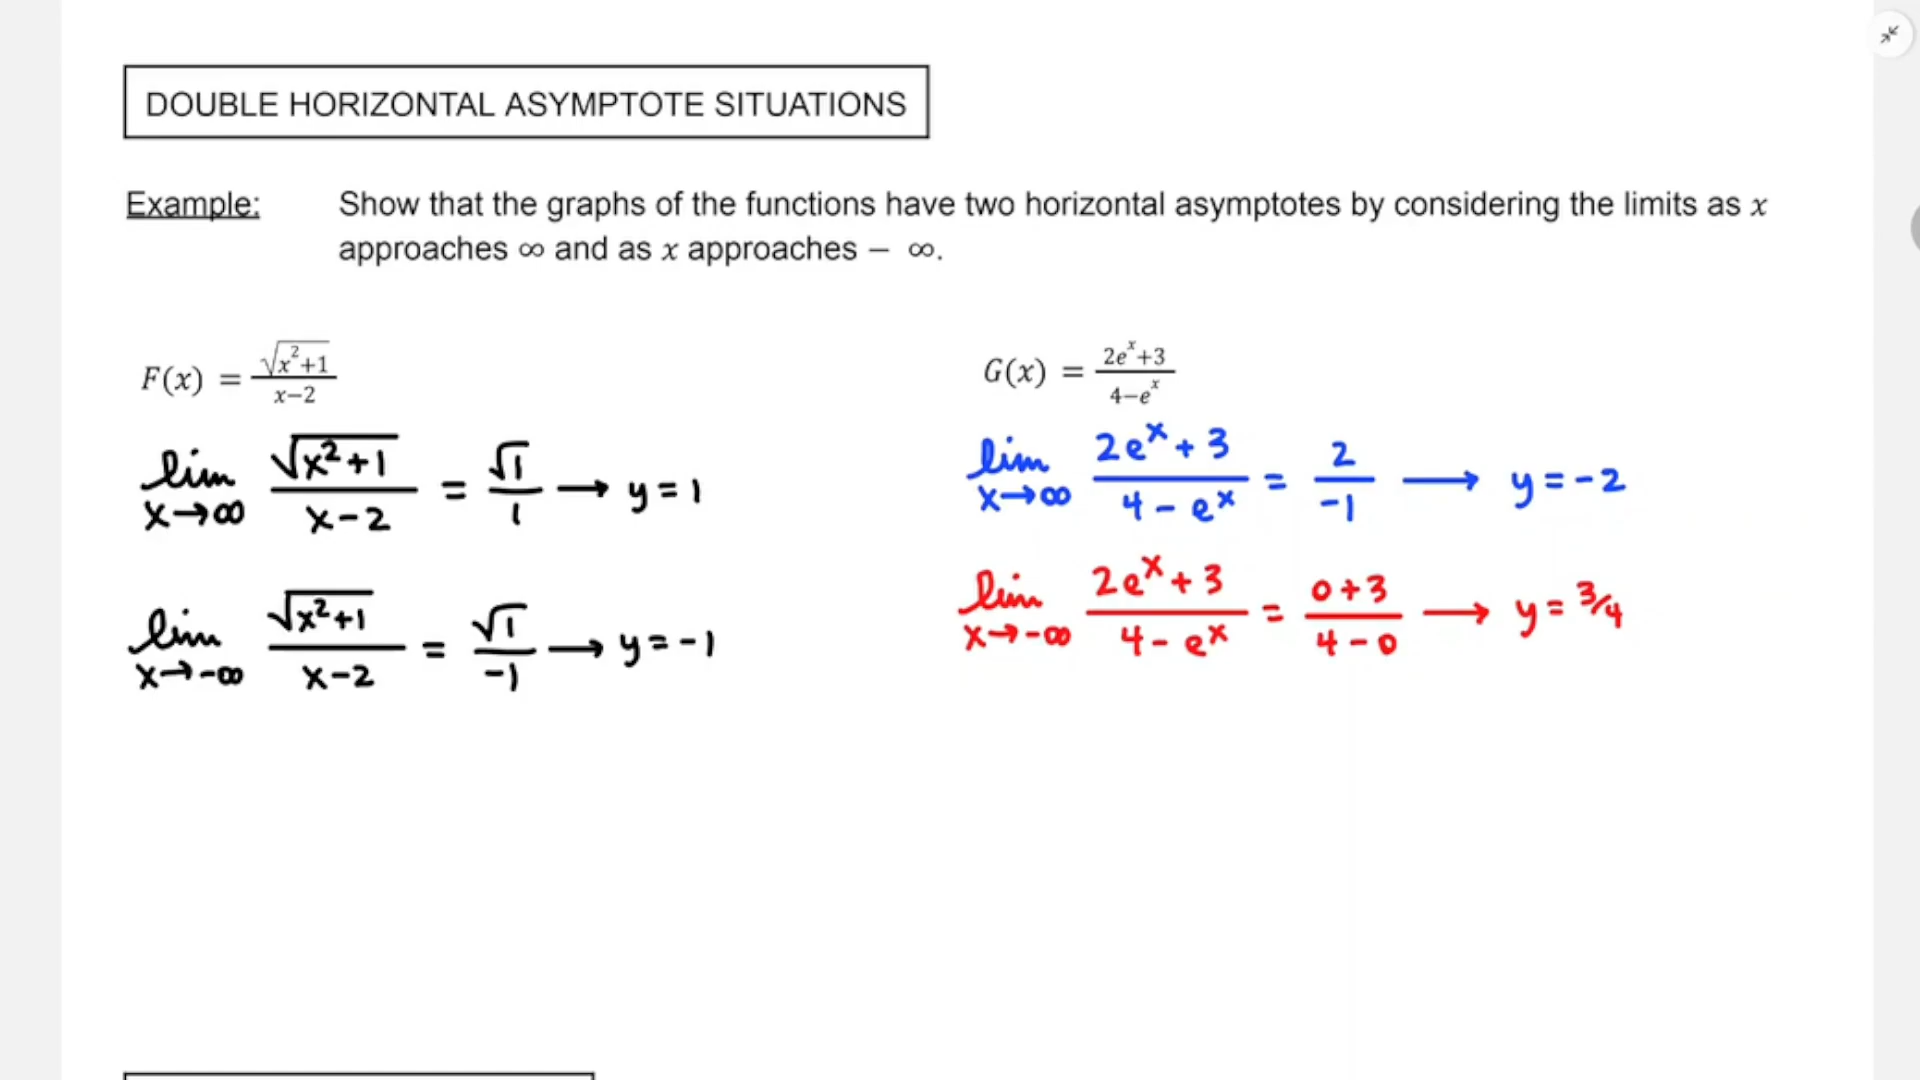 DOUBLE HORIZONTAL ASYMPTOTE SITUATIONS
Example: Show that the graphs of the functions have two horizontal asymptotes by considering the limits as x
approaches ∞ and as x approaches − ∞.
F(x) = √(x²+1) / (x−2)
lim x→∞ √(x²+1) / (x-2) = √1 / 1 → y = 1
lim x→-∞ √(x²+1) / (x-2) = √1 / -1 → y = -1
G(x) = (2eˣ+3) / (4−eˣ)
lim x→∞ (2eˣ + 3) / (4 - eˣ) = 2 / -1 → y = -2
lim x→-∞ (2eˣ + 3) / (4 - eˣ) = (0+3) / (4-0) → y = 3/4